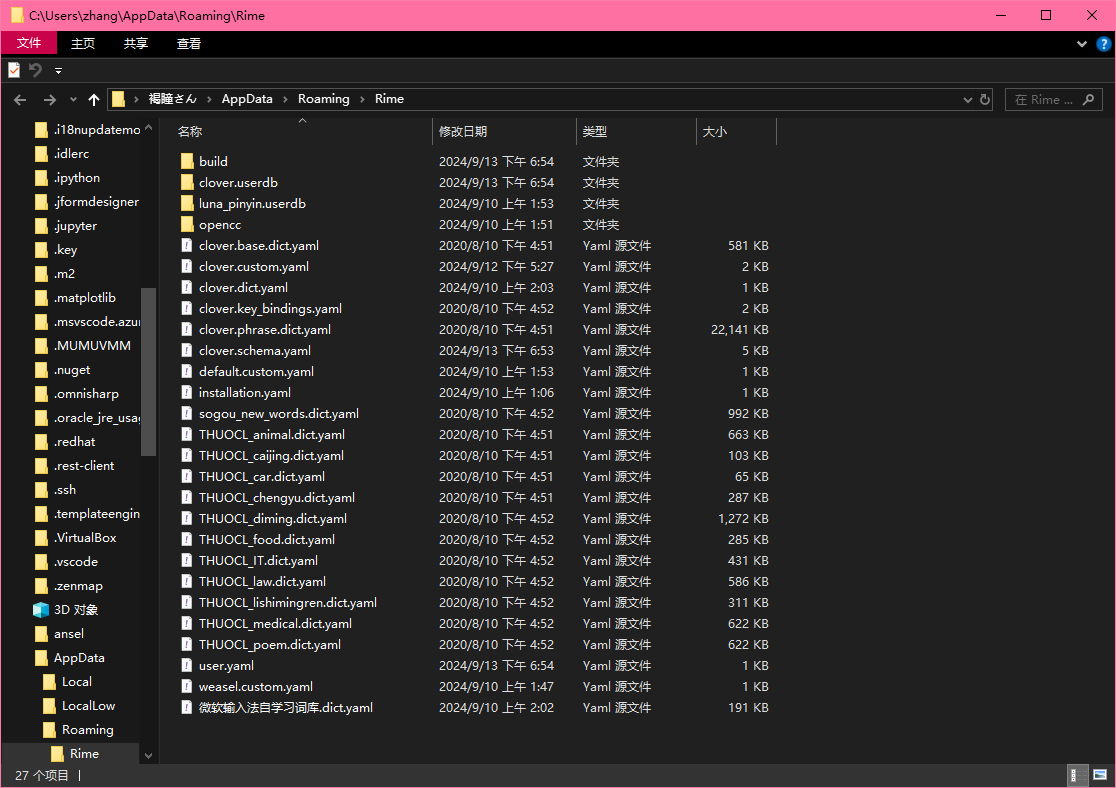 C:\Users\zhang\AppData\Roaming\Rime
文件 主页 共享 查看
褐瞳さん AppData Roaming Rime 在 Rime ...
.i18nupdatemo
.idlerc
.ipython
.jformdesigner
.jupyter
.key
.m2
.matplotlib
.msvscode.azu
.MUMUVMM
.nuget
.omnisharp
.oracle_jre_usa
.redhat
.rest-client
.ssh
.templateengin
.VirtualBox
.vscode
.zenmap
3D 对象
ansel
AppData
Local
LocalLow
Roaming
Rime
名称 修改日期 类型 大小
build 2024/9/13 下午 6:54 文件夹
clover.userdb 2024/9/13 下午 6:54 文件夹
luna_pinyin.userdb 2024/9/10 上午 1:53 文件夹
opencc 2024/9/10 上午 1:51 文件夹
clover.base.dict.yaml 2020/8/10 下午 4:51 Yaml 源文件 581 KB
clover.custom.yaml 2024/9/12 下午 5:27 Yaml 源文件 2 KB
clover.dict.yaml 2024/9/10 上午 2:03 Yaml 源文件 1 KB
clover.key_bindings.yaml 2020/8/10 下午 4:52 Yaml 源文件 2 KB
clover.phrase.dict.yaml 2020/8/10 下午 4:51 Yaml 源文件 22,141 KB
clover.schema.yaml 2024/9/13 下午 6:53 Yaml 源文件 5 KB
default.custom.yaml 2024/9/10 上午 1:53 Yaml 源文件 1 KB
installation.yaml 2024/9/10 上午 1:06 Yaml 源文件 1 KB
sogou_new_words.dict.yaml 2020/8/10 下午 4:52 Yaml 源文件 992 KB
THUOCL_animal.dict.yaml 2020/8/10 下午 4:51 Yaml 源文件 663 KB
THUOCL_caijing.dict.yaml 2020/8/10 下午 4:51 Yaml 源文件 103 KB
THUOCL_car.dict.yaml 2020/8/10 下午 4:51 Yaml 源文件 65 KB
THUOCL_chengyu.dict.yaml 2020/8/10 下午 4:51 Yaml 源文件 287 KB
THUOCL_diming.dict.yaml 2020/8/10 下午 4:52 Yaml 源文件 1,272 KB
THUOCL_food.dict.yaml 2020/8/10 下午 4:52 Yaml 源文件 285 KB
THUOCL_IT.dict.yaml 2020/8/10 下午 4:52 Yaml 源文件 431 KB
THUOCL_law.dict.yaml 2020/8/10 下午 4:52 Yaml 源文件 586 KB
THUOCL_lishimingren.dict.yaml 2020/8/10 下午 4:52 Yaml 源文件 311 KB
THUOCL_medical.dict.yaml 2020/8/10 下午 4:52 Yaml 源文件 622 KB
THUOCL_poem.dict.yaml 2020/8/10 下午 4:52 Yaml 源文件 622 KB
user.yaml 2024/9/13 下午 6:54 Yaml 源文件 1 KB
weasel.custom.yaml 2024/9/10 上午 1:47 Yaml 源文件 1 KB
微软输入法自学习词库.dict.yaml 2024/9/10 上午 2:02 Yaml 源文件 191 KB
27 个项目